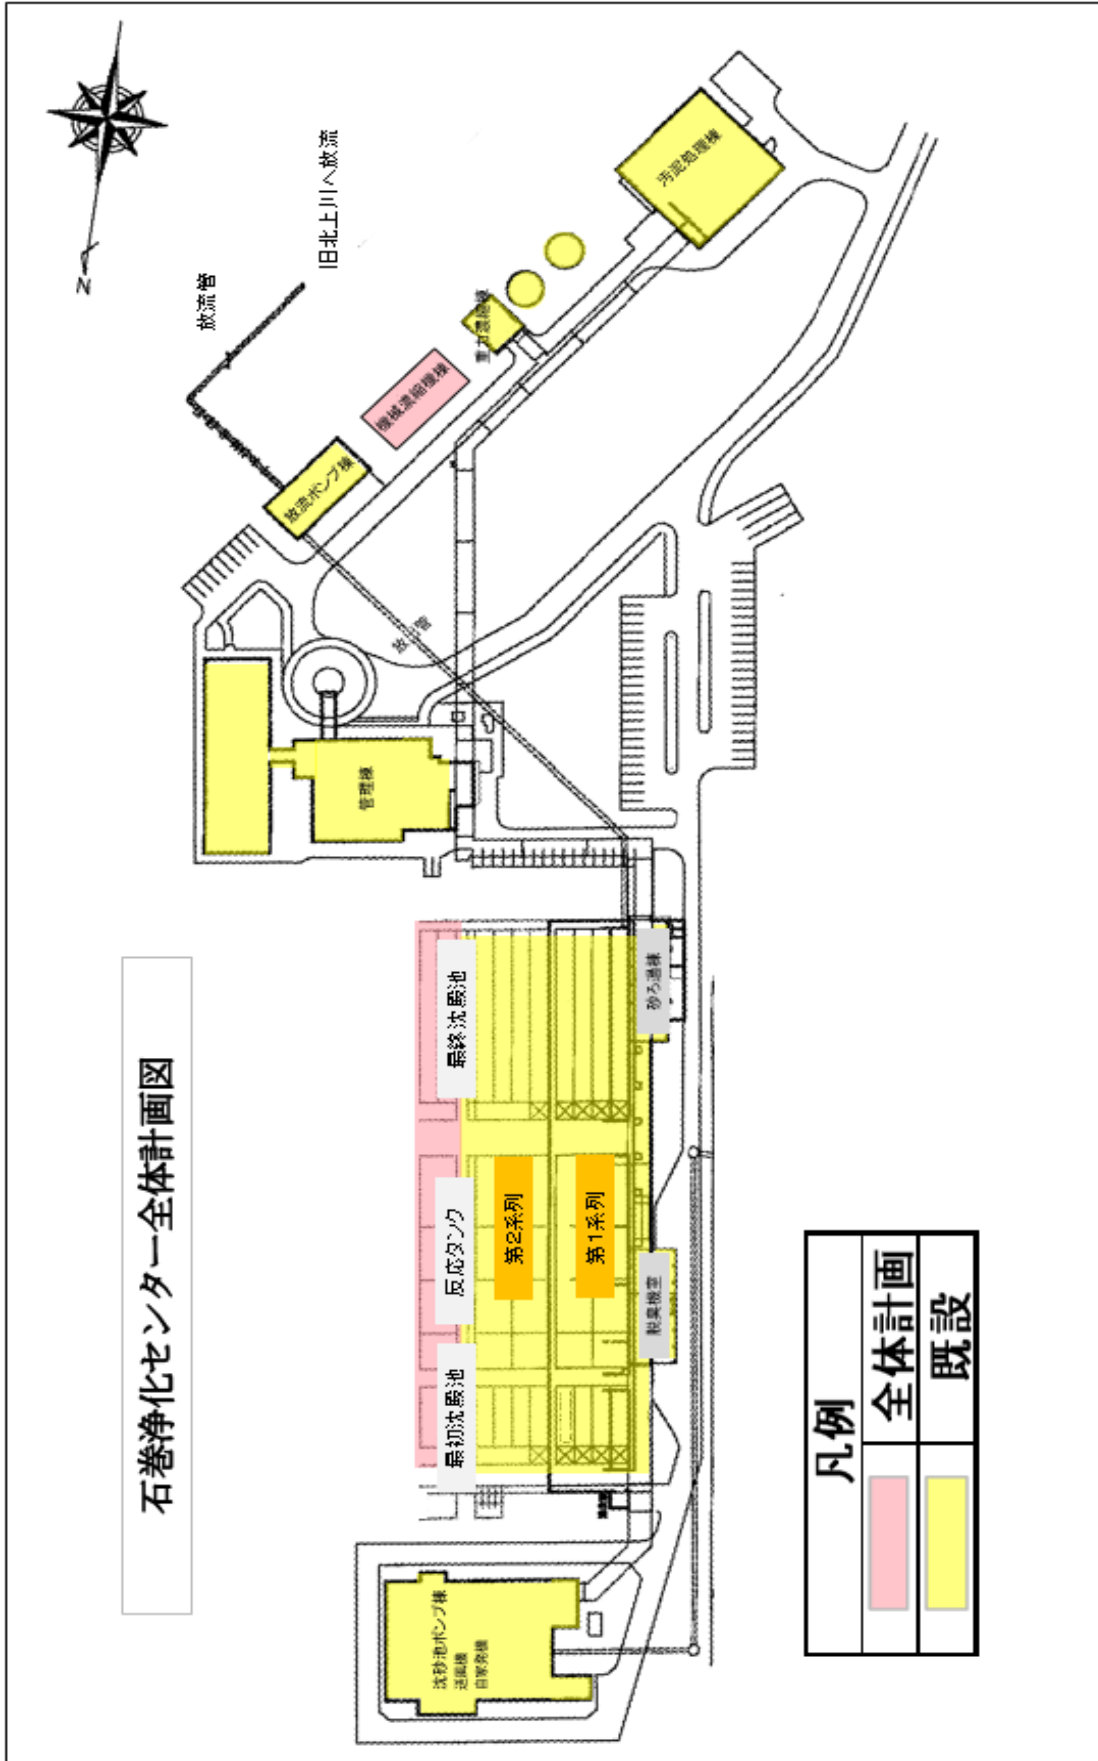 石巻浄化センター全体計画図
N
沈砂池ポンプ棟
送風機
自家発機
最初沈殿池
反応タンク
最終沈殿池
第2系列
第1系列
脱臭機室
砂ろ過棟
管理棟
放流ポンプ棟
放流管
旧北上川へ放流
機械濃縮機棟
重力濃縮棟
汚泥処理棟
凡例
全体計画
既設